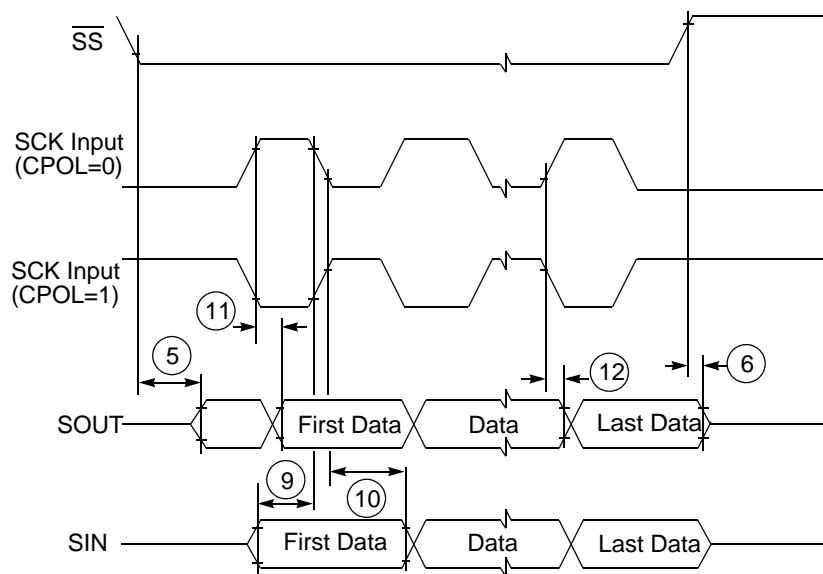 SS
SCK Input
(CPOL=0)
SCK Input
(CPOL=1)
11
5
12
6
SOUT
First Data
Data
Last Data
9
10
SIN
First Data
Data
Last Data